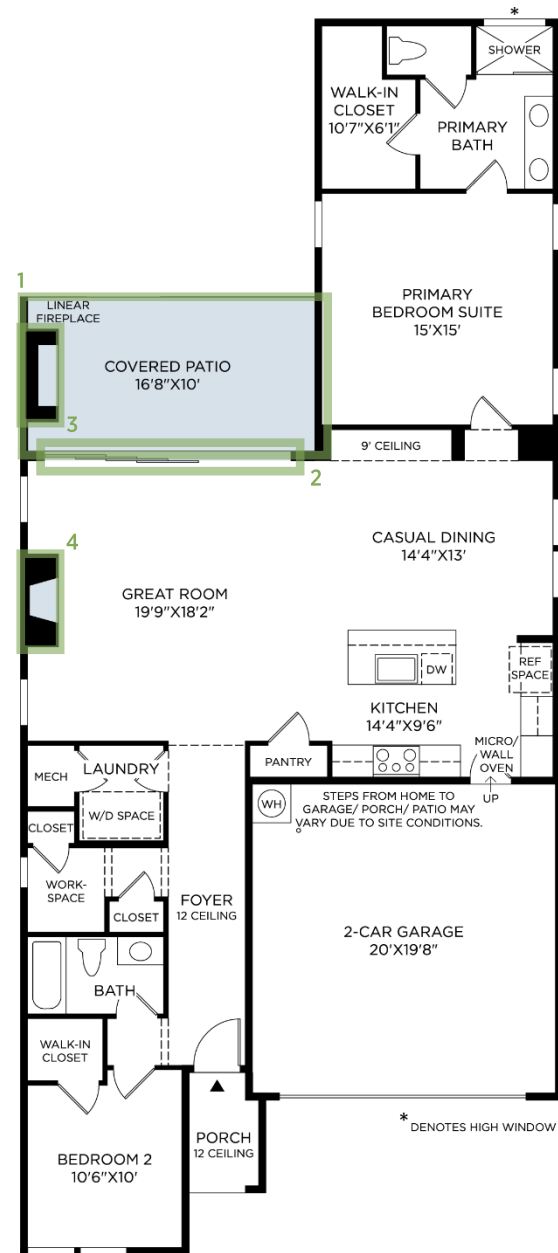 *
SHOWER
WALK-IN
CLOSET
10'7"X6'1"
PRIMARY
BATH
PRIMARY
BEDROOM SUITE
15'X15'
1
LINEAR
FIREPLACE
COVERED PATIO
16'8"X10'
3
9' CEILING
2
CASUAL DINING
14'4"X13'
4
GREAT ROOM
19'9"X18'2"
REF
SPACE
DW
KITCHEN
14'4"X9'6"
MICRO/
WALL
OVEN
PANTRY
UP
MECH
LAUNDRY
W/D SPACE
WH
STEPS FROM HOME TO
GARAGE/ PORCH/ PATIO MAY
VARY DUE TO SITE CONDITIONS.
CLOSET
WORK-
SPACE
CLOSET
FOYER
12 CEILING
2-CAR GARAGE
20'X19'8"
BATH
WALK-IN
CLOSET
* DENOTES HIGH WINDOW
PORCH
12 CEILING
BEDROOM 2
10'6"X10'